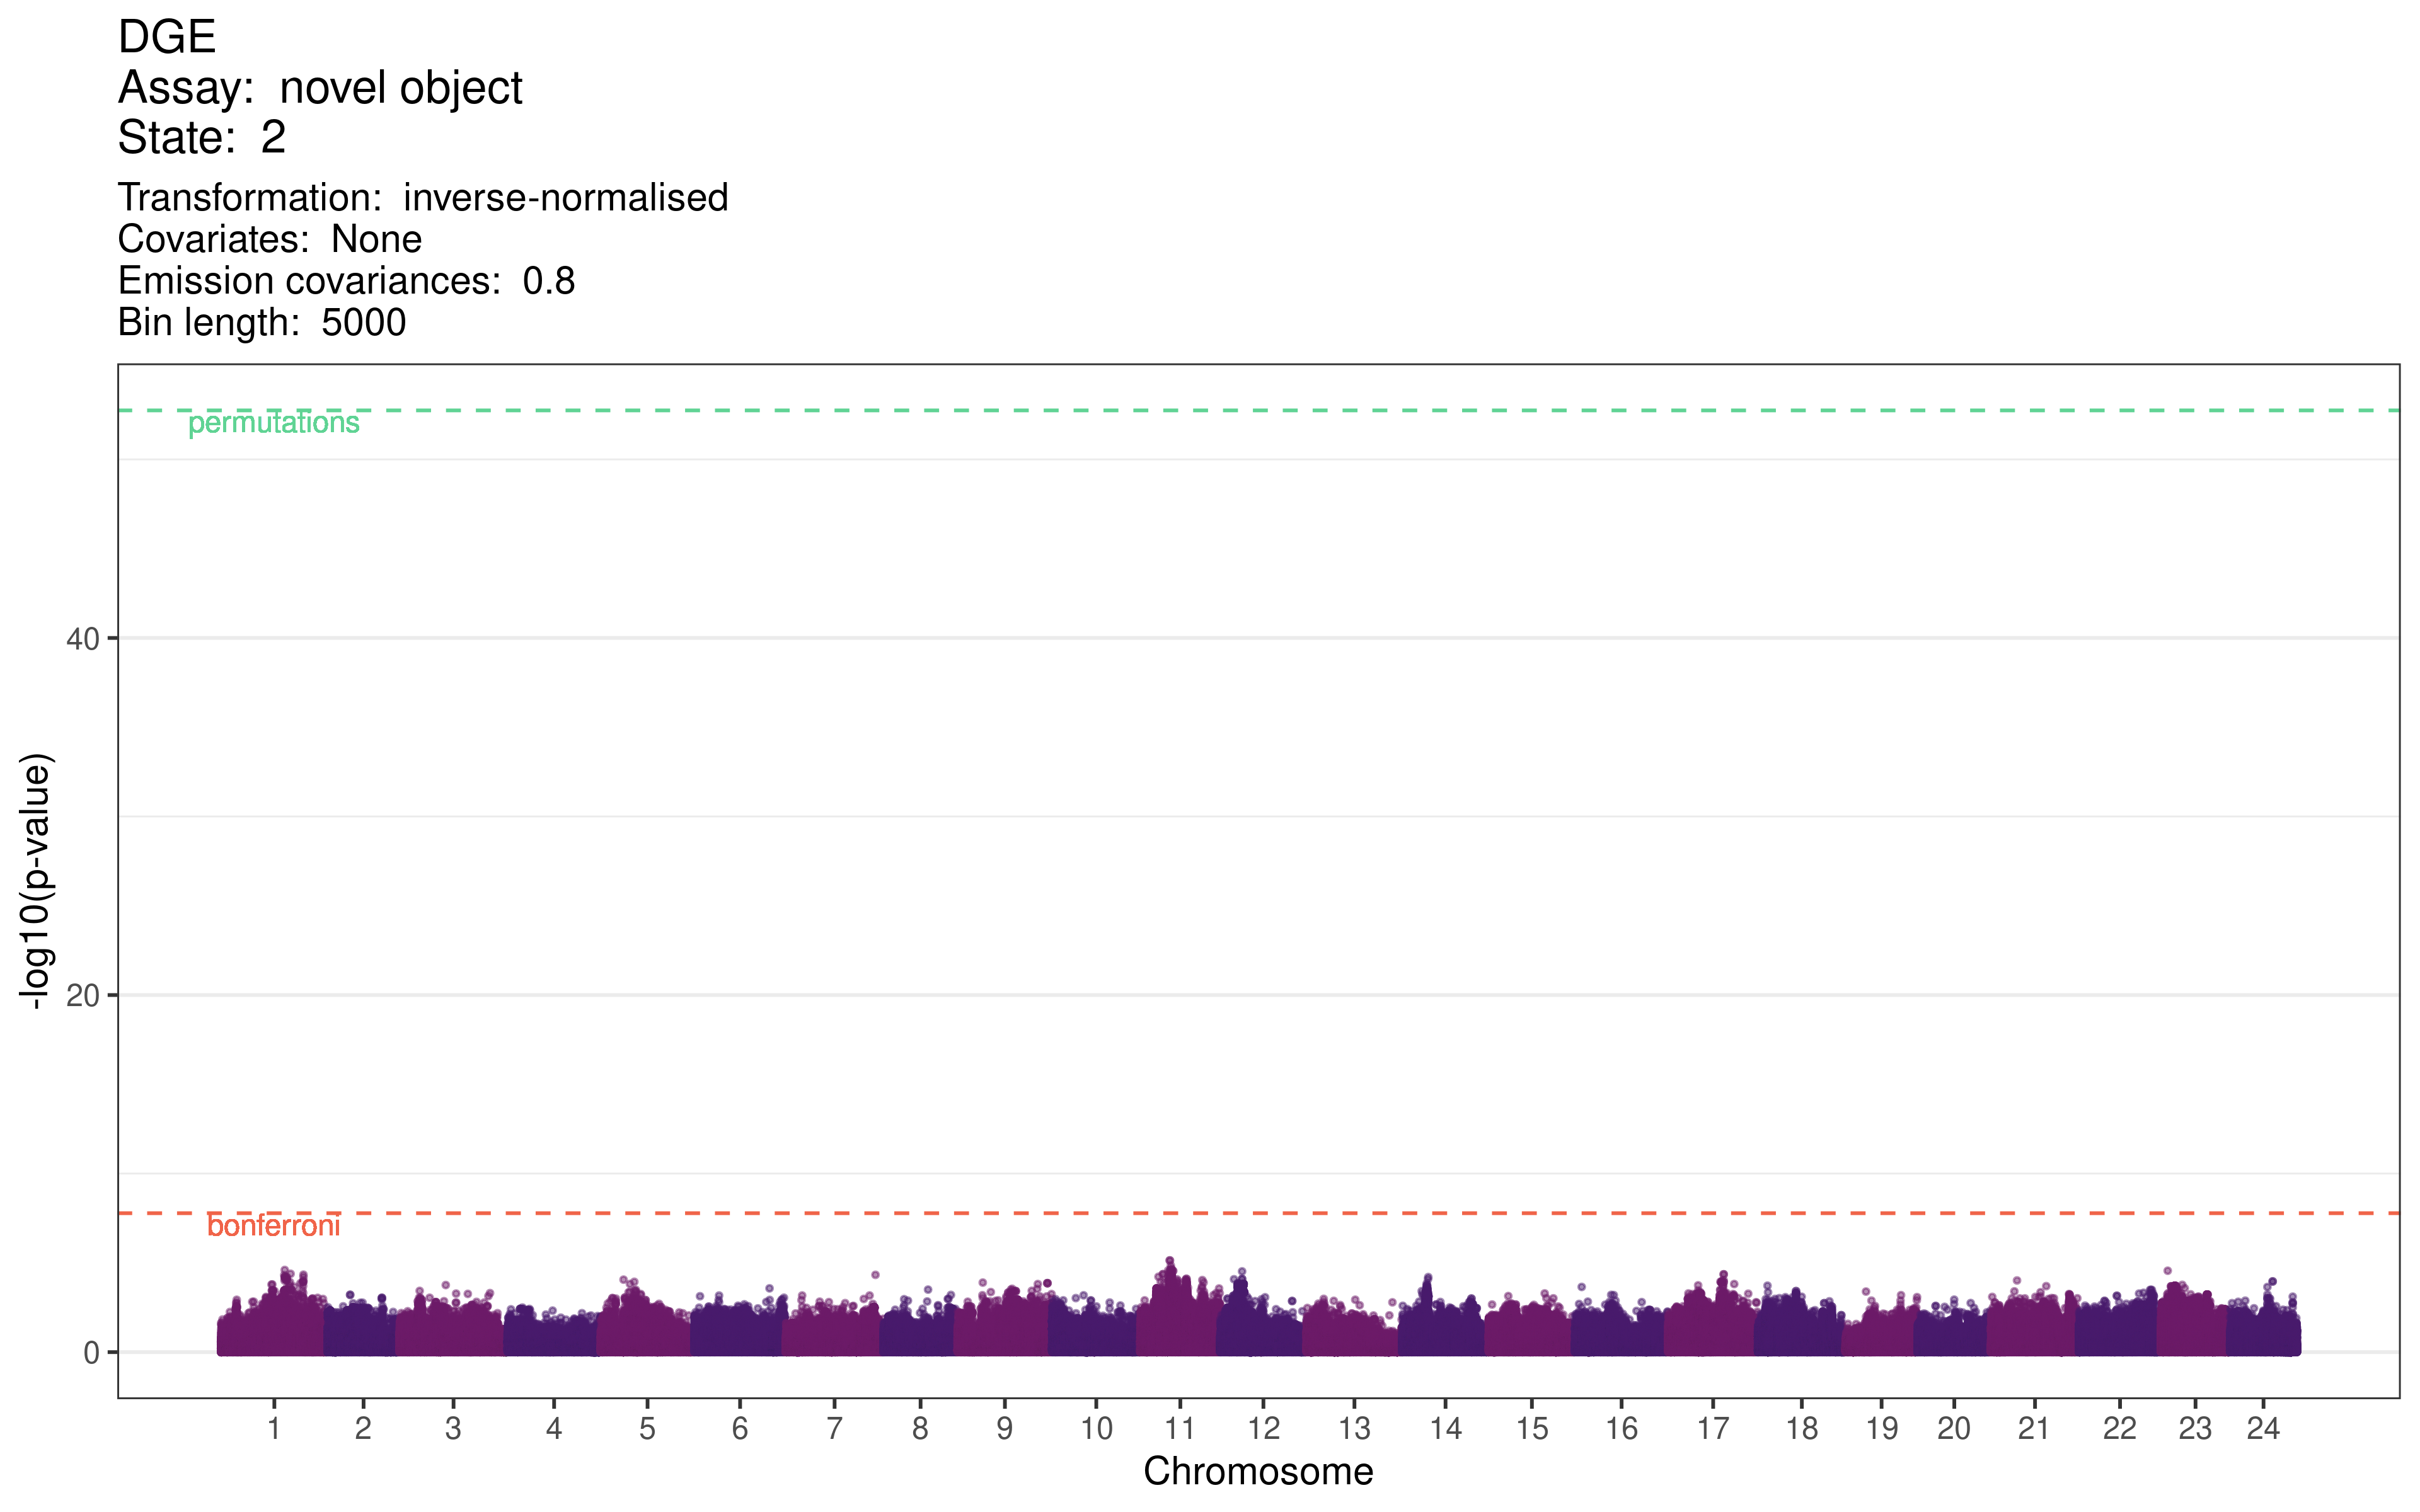 DGE
Assay:  novel object
State:  2
Transformation:  inverse-normalised
Covariates:  None
Emission covariances:  0.8
Bin length:  5000
permutations
40
-log10(p-value)
20
bonferroni
0
1 2 3 4 5 6 7 8 9 10 11 12 13 14 15 16 17 18 19 20 21 22 23 24
Chromosome